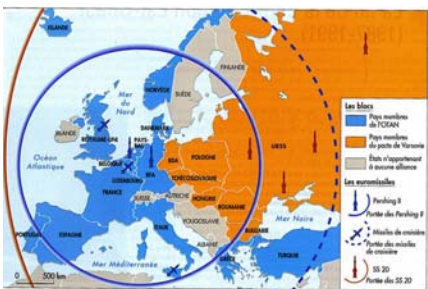 (1987-1991)
ISLANDE
Mer
du Nord
NORVÈGE
SUÈDE
FINLANDE
IRLANDE
ROYAUME-UNI
DANEMARK
PAYS-
BAS
Océan
Atlantique
BELGIQUE
LUXEMBOURG
RFA
RDA
POLOGNE
URSS
TCHÉCOSLOVAQUIE
FRANCE
SUISSE
AUTRICHE
HONGRIE
ROUMANIE
YOUGOSLAVIE
BULGARIE
Mer Noire
PORTUGAL
ESPAGNE
ITALIE
ALBANIE
GRÈCE
TURQUIE
Mer Méditerranée
0 500 km
Les blocs
Pays membres
de l'OTAN
Pays membres
du pacte de Varsovie
États n'appartenant
à aucune alliance
Les euromissiles
Pershing II
Portée des Pershing II
Missiles de croisière
Portée des missiles
de croisière
SS 20
Portée des SS 20